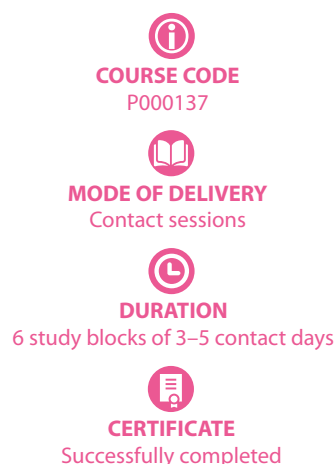 COURSE CODE
P000137
MODE OF DELIVERY
Contact sessions
DURATION
6 study blocks of 3–5 contact days
CERTIFICATE
Successfully completed